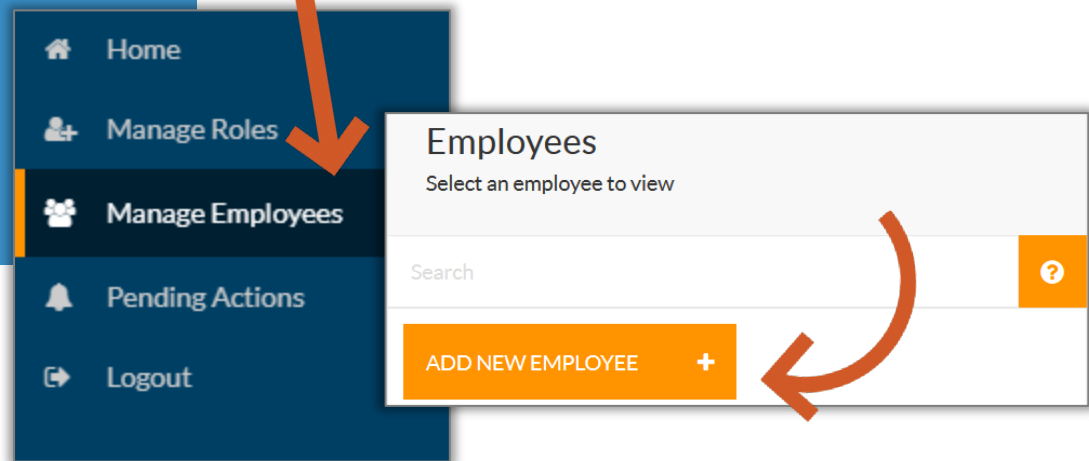 Home
Manage Roles
Manage Employees
Pending Actions
Logout
Employees
Select an employee to view
Search
?
ADD NEW EMPLOYEE +